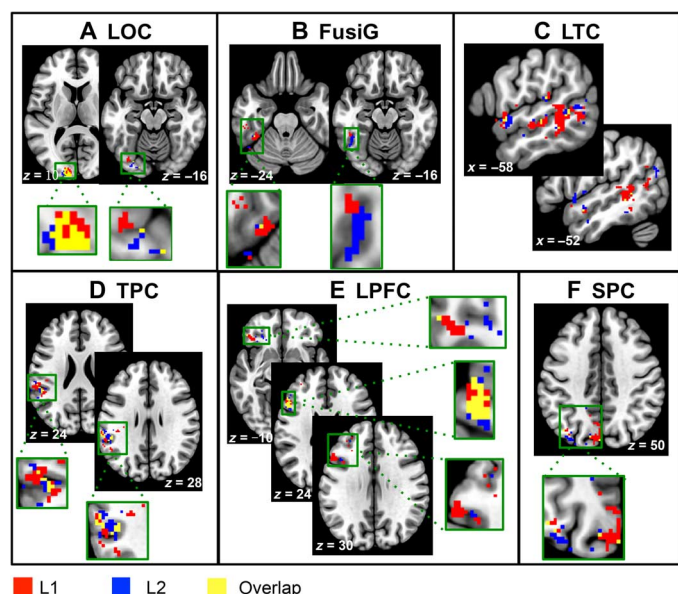 A LOC
z = 10
z = −16
B FusiG
z = −24
z = −16
C LTC
x = −58
x = −52
D TPC
z = 24
z = 28
E LPFC
z = −10
z = 24
z = 30
F SPC
z = 50
L1 L2 Overlap